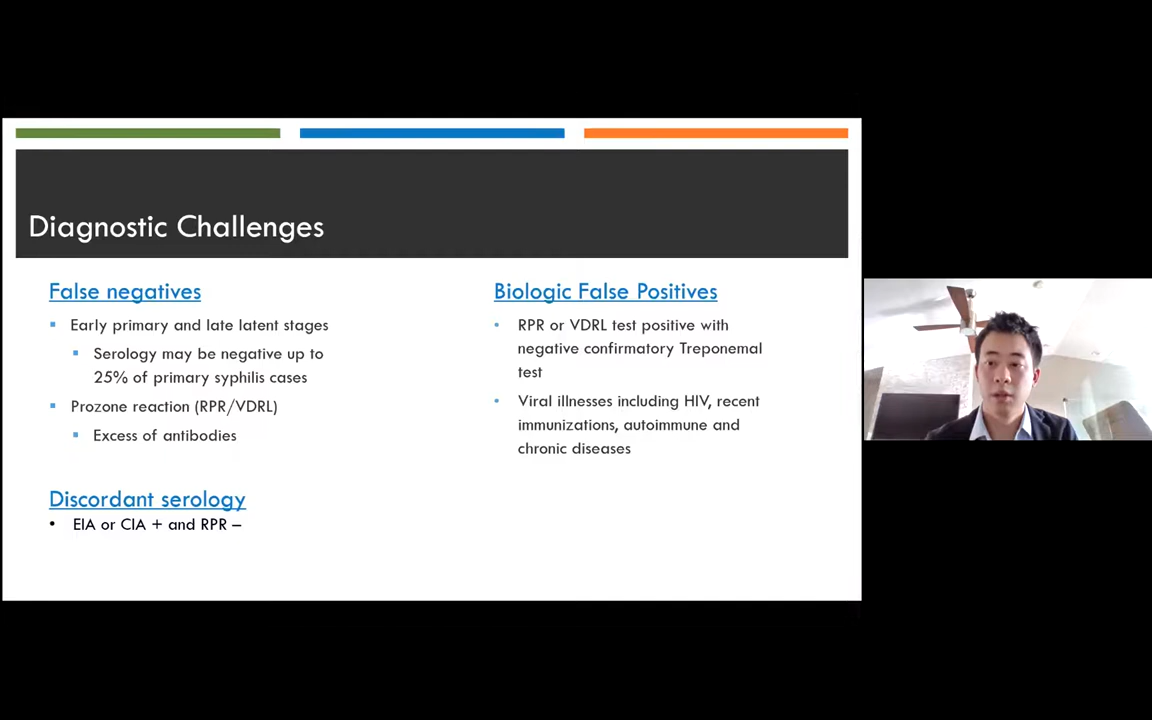 Diagnostic Challenges
False negatives
▪ Early primary and late latent stages
▪ Serology may be negative up to
25% of primary syphilis cases
▪ Prozone reaction (RPR/VDRL)
▪ Excess of antibodies
Discordant serology
• EIA or CIA + and RPR –
Biologic False Positives
• RPR or VDRL test positive with
negative confirmatory Treponemal
test
• Viral illnesses including HIV, recent
immunizations, autoimmune and
chronic diseases